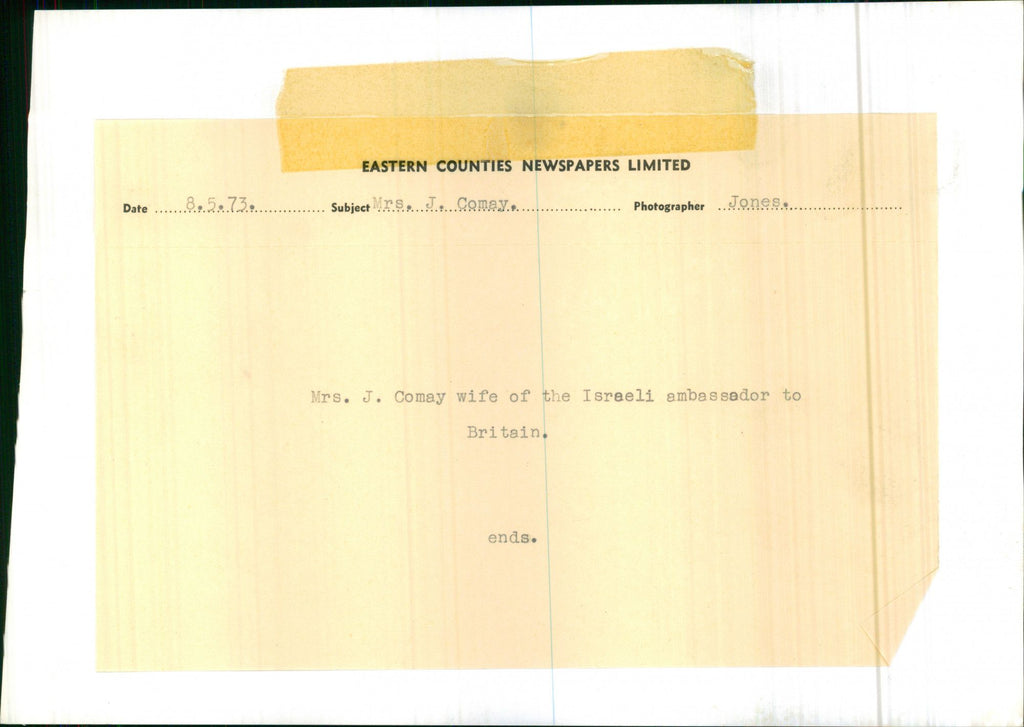 EASTERN COUNTIES NEWSPAPERS LIMITED
Date 8.5.73. Subject Mrs. J. Comay. Photographer Jones.
Mrs. J. Comay wife of the Israeli ambassador to
Britain.
ends.